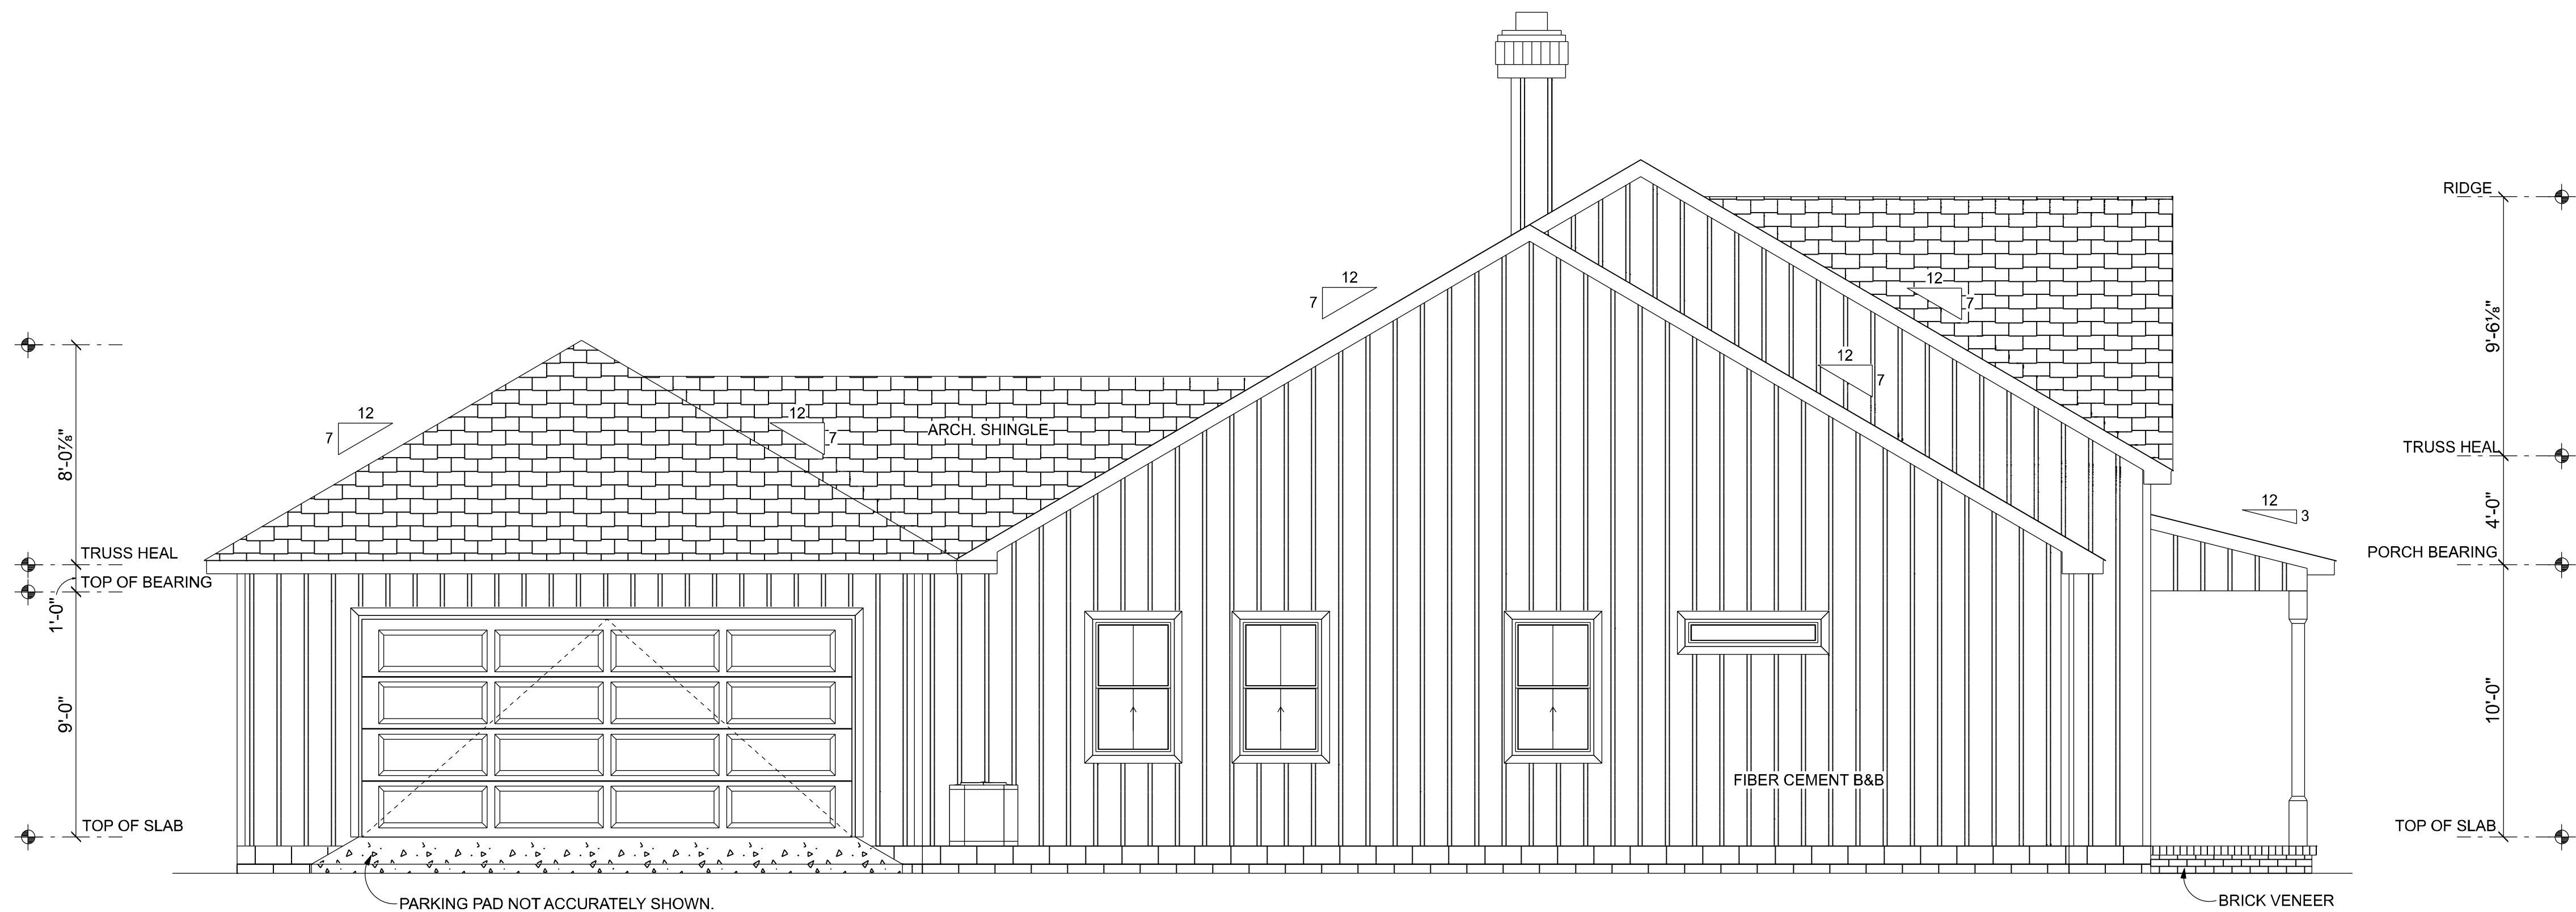 RIDGE
12
7
12
7
9'-6⅛"
12
7
12
7
12
7
ARCH. SHINGLE
8'-0⅞"
TRUSS HEAL
12
3
4'-0"
TRUSS HEAL
PORCH BEARING
TOP OF BEARING
1'-0"
9'-0"
10'-0"
FIBER CEMENT B&B
TOP OF SLAB
TOP OF SLAB
PARKING PAD NOT ACCURATELY SHOWN.
BRICK VENEER